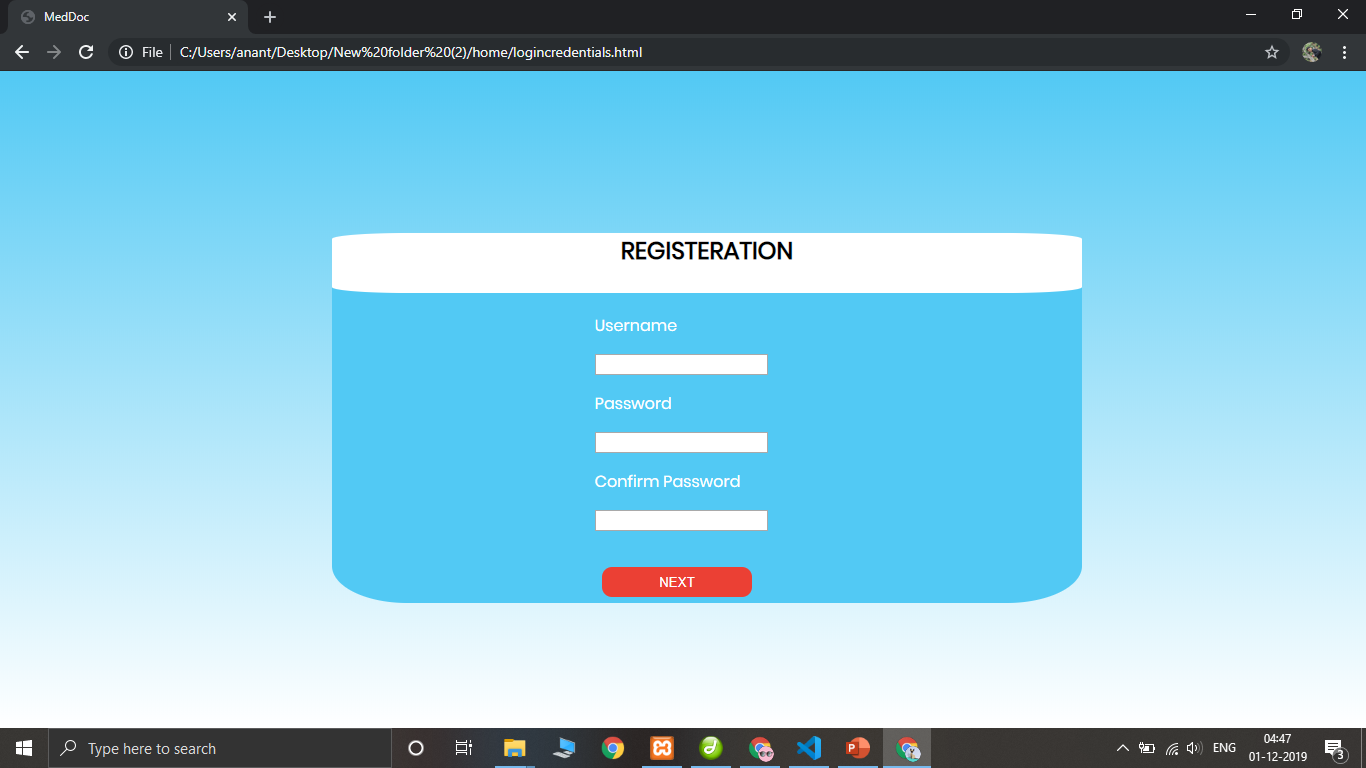 MedDoc
File
C:/Users/anant/Desktop/New%20folder%20(2)/home/logincredentials.html
REGISTERATION
Username
Password
Confirm Password
NEXT
Type here to search
ENG
04:47
01-12-2019
3